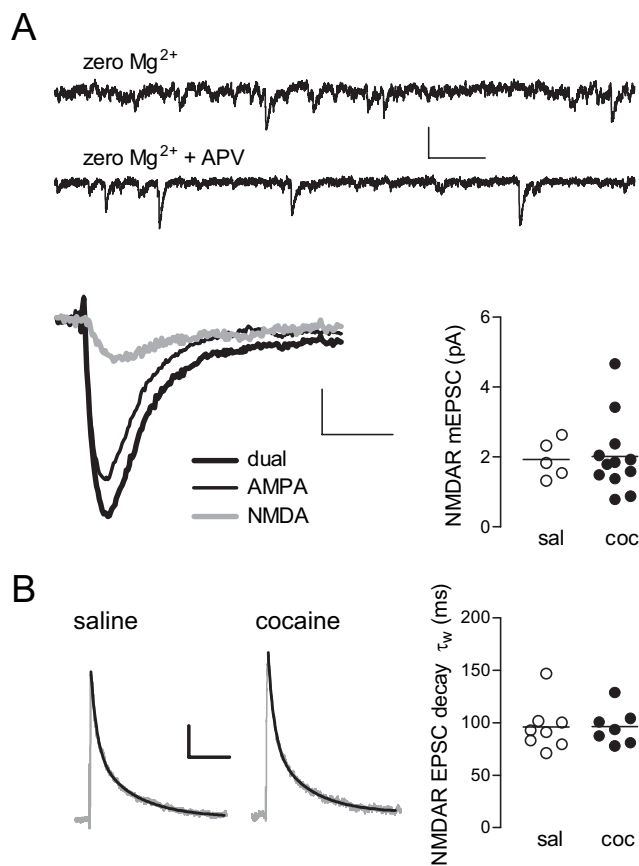 A
zero Mg²⁺
zero Mg²⁺ + APV
dual
AMPA
NMDA
NMDAR mEPSC (pA)
6
4
2
0
sal coc
B
saline cocaine
NMDAR EPSC decay τw (ms)
200
150
100
50
0
sal coc